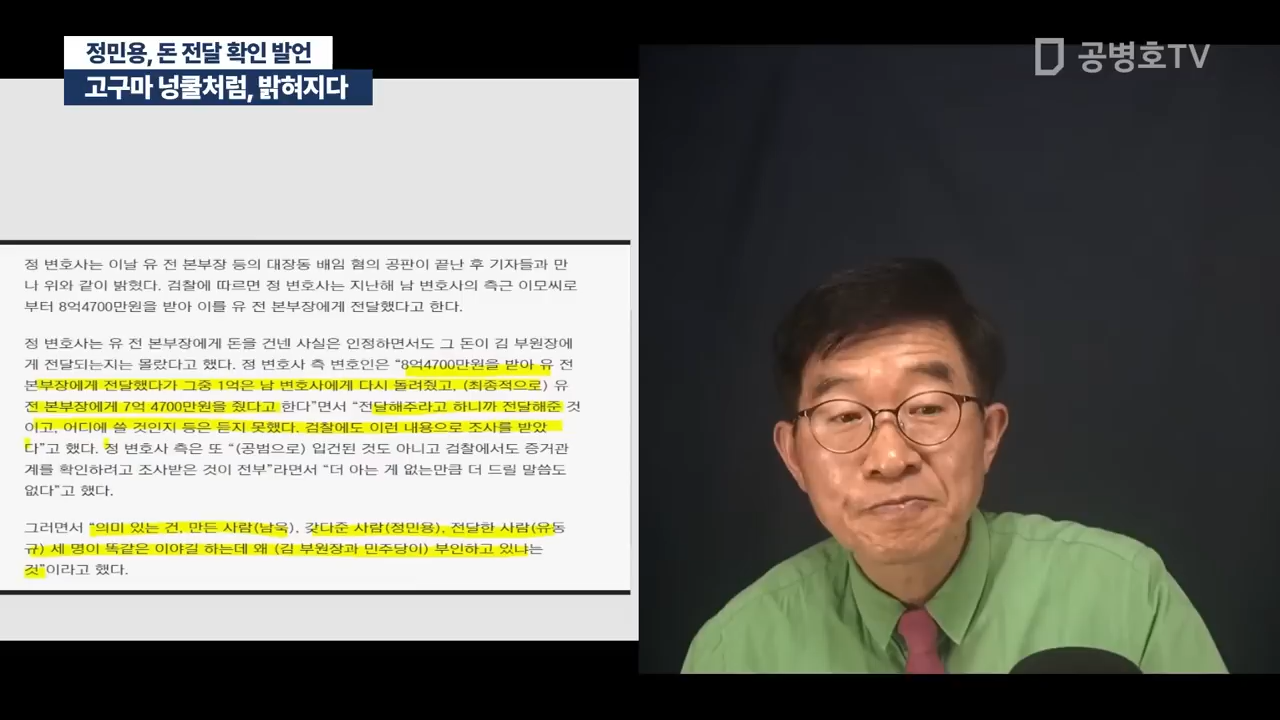 정민용, 돈 전달 확인 발언
고구마 넝쿨처럼, 밝혀지다
공병호TV
정 변호사는 이날 유 전 본부장 등의 대장동 배임 혐의 공판이 끝난 후 기자들과 만
나 위와 같이 밝혔다. 검찰에 따르면 정 변호사는 지난해 남 변호사의 측근 이모씨로
부터 8억4700만원을 받아 이를 유 전 본부장에게 전달했다고 한다.
정 변호사는 유 전 본부장에게 돈을 건넨 사실은 인정하면서도 그 돈이 김 부원장에
게 전달되는지는 몰랐다고 했다. 정 변호사 측 변호인은 “8억4700만원을 받아 유 전
본부장에게 전달했다가 그중 1억은 남 변호사에게 다시 돌려줬고, (최종적으로) 유
전 본부장에게 7억 4700만원을 줬다고 한다”면서 “전달해주라고 하니까 전달해준 것
이고, 어디에 쓸 것인지 등은 듣지 못했다. 검찰에도 이런 내용으로 조사를 받았
다”고 했다. 정 변호사 측은 또 “(공범으로) 입건된 것도 아니고 검찰에서도 증거관
계를 확인하려고 조사받은 것이 전부”라면서 “더 아는 게 없는만큼 더 드릴 말씀도
없다”고 했다.
그러면서 “의미 있는 건, 만든 사람(남욱), 갖다준 사람(정민용), 전달한 사람(유동
규) 세 명이 똑같은 이야길 하는데 왜 (김 부원장과 민주당이) 부인하고 있냐는
것”이라고 했다.